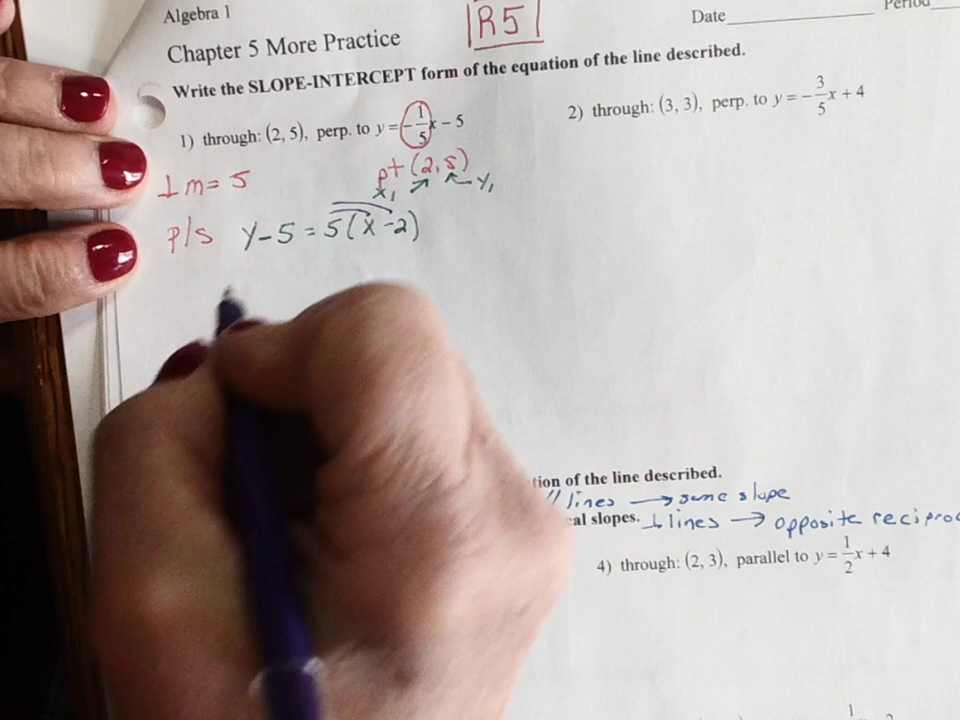 Algebra 1
R5
Date
Period
Chapter 5 More Practice
Write the SLOPE-INTERCEPT form of the equation of the line described.
1) through: (2, 5), perp. to y = -1/5x - 5
2) through: (3, 3), perp. to y = -3/5x + 4
⊥ m = 5
pt (2,5)
x₁ y₁
p/s y-5 = 5(x-2)
tion of the line described.
// lines → same slope
al slopes. ⊥ lines → opposite reciproc
4) through: (2, 3), parallel to y = 1/2x + 4
1